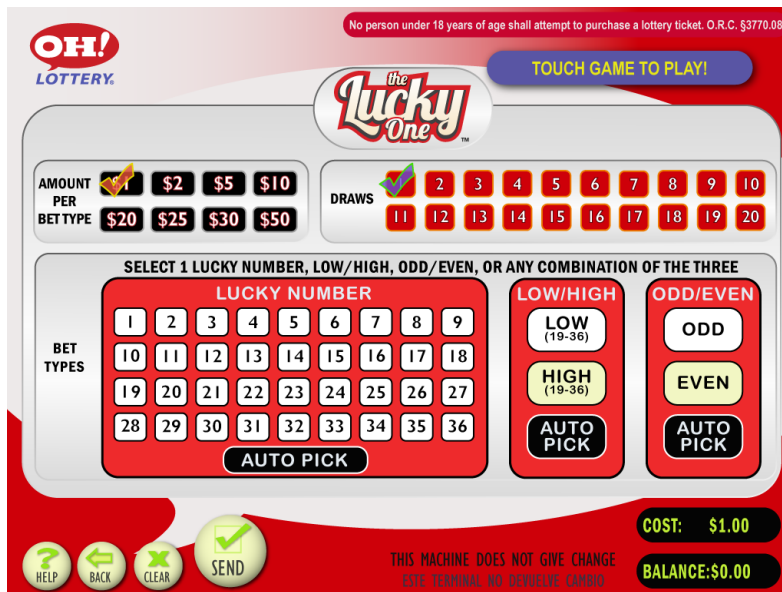 No person under 18 years of age shall attempt to purchase a lottery ticket. O.R.C. §3770.08
OH!
LOTTERY.
TOUCH GAME TO PLAY!
the
Lucky
One™
AMOUNT PER BET TYPE
$1 $2 $5 $10
$20 $25 $30 $50
DRAWS
2 3 4 5 6 7 8 9 10
11 12 13 14 15 16 17 18 19 20
SELECT 1 LUCKY NUMBER, LOW/HIGH, ODD/EVEN, OR ANY COMBINATION OF THE THREE
BET TYPES
LUCKY NUMBER
1 2 3 4 5 6 7 8 9
10 11 12 13 14 15 16 17 18
19 20 21 22 23 24 25 26 27
28 29 30 31 32 33 34 35 36
AUTO PICK
LOW/HIGH
LOW
(19-36)
HIGH
(19-36)
AUTO
PICK
ODD/EVEN
ODD
EVEN
AUTO
PICK
COST: $1.00
BALANCE:$0.00
HELP
BACK
CLEAR
SEND
THIS MACHINE DOES NOT GIVE CHANGE
ESTE TERMINAL NO DEVUELVE CAMBIO